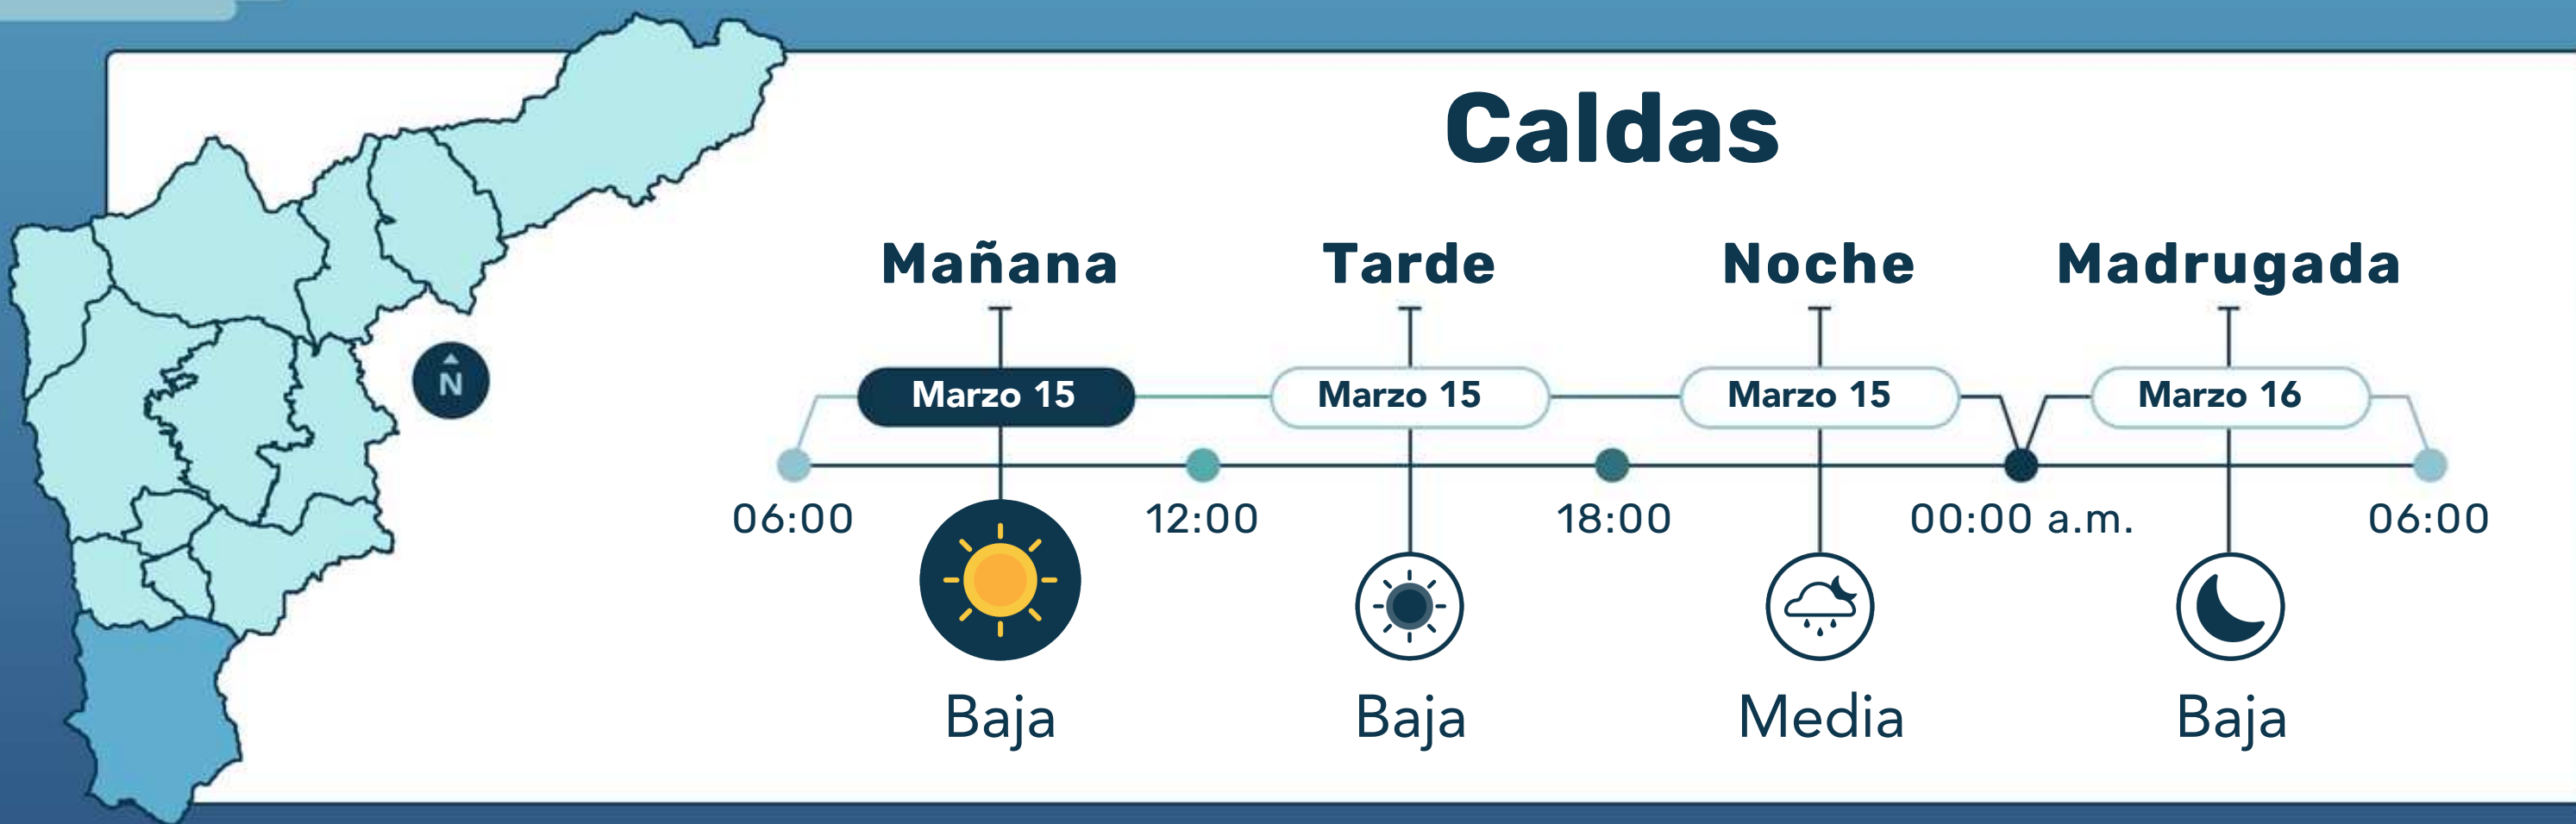 Caldas
Mañana Tarde Noche Madrugada
N
Marzo 15 Marzo 15 Marzo 15 Marzo 16
06:00 12:00 18:00 00:00 a.m. 06:00
Baja Baja Media Baja